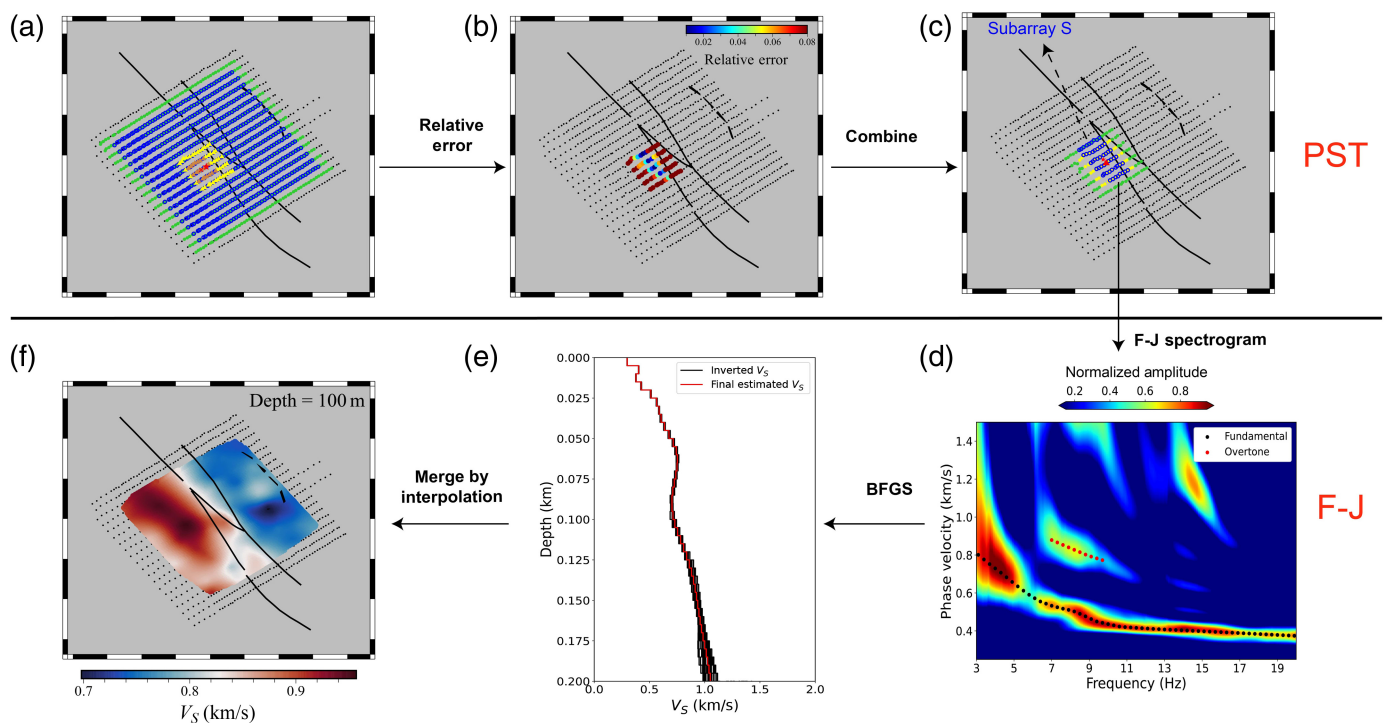 (a)
(b)
0.02 0.04 0.06 0.08
Relative error
(c)
Subarray S
Relative
error
Combine
PST
(f)
Depth = 100 m
0.7 0.8 0.9
V_S (km/s)
Merge by
interpolation
(e)
0.000
0.025
0.050
0.075
0.100
0.125
0.150
0.175
0.200
Depth (km)
Inverted V_S
Final estimated V_S
0.0 0.5 1.0 1.5 2.0
V_S (km/s)
BFGS
F-J spectrogram
(d)
Normalized amplitude
0.2 0.4 0.6 0.8
Fundamental
Overtone
1.4
1.2
1.0
0.8
0.6
0.4
Phase velocity (km/s)
3 5 7 9 11 13 15 17 19
Frequency (Hz)
F-J